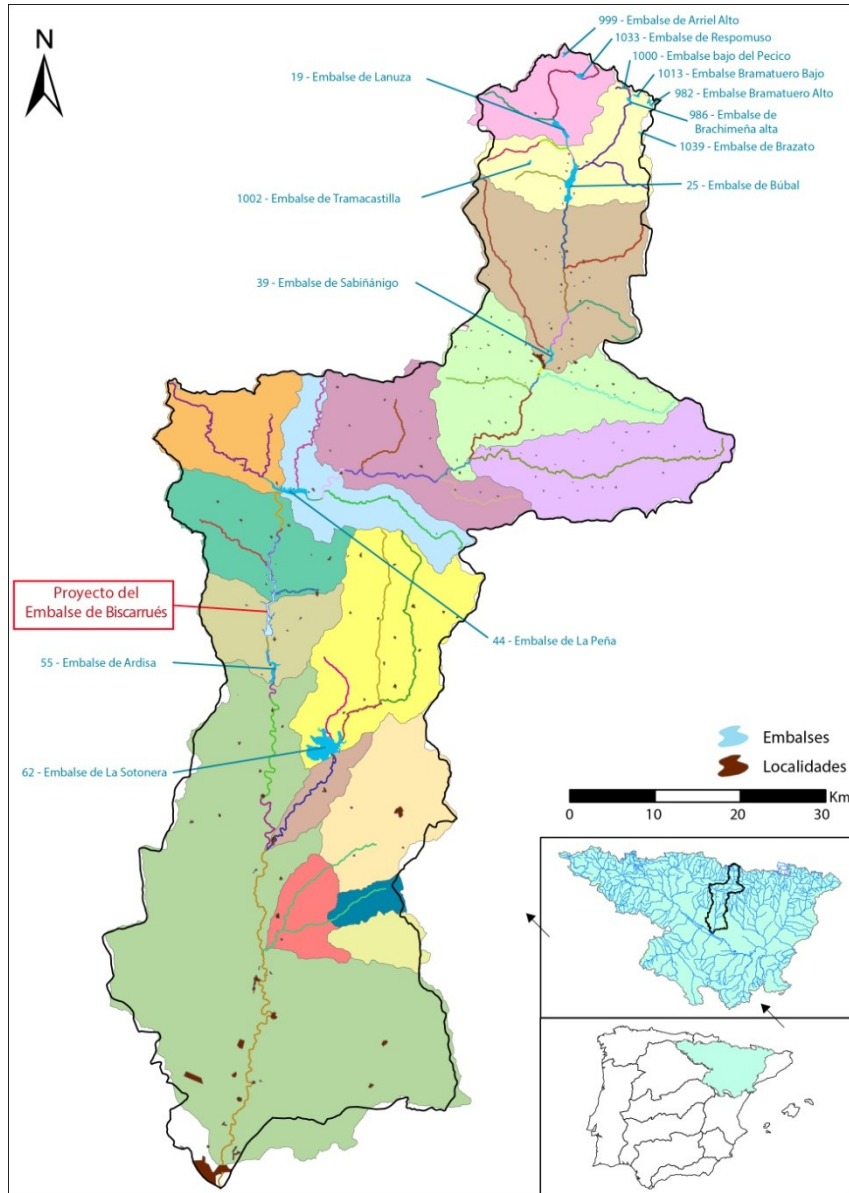 N
999 - Embalse de Arriel Alto
1033 - Embalse de Respomuso
1000 - Embalse bajo del Pecico
1013 - Embalse Bramatuero Bajo
19 - Embalse de Lanuza
982 - Embalse Bramatuero Alto
986 - Embalse de
Brachimeña alta
1039 - Embalse de Brazato
25 - Embalse de Búbal
1002 - Embalse de Tramacastilla
39 - Embalse de Sabiñánigo
Proyecto del
Embalse de Biscarrués
44 - Embalse de La Peña
55 - Embalse de Ardisa
62 - Embalse de La Sotonera
Embalses
Localidades
Km
0 10 20 30